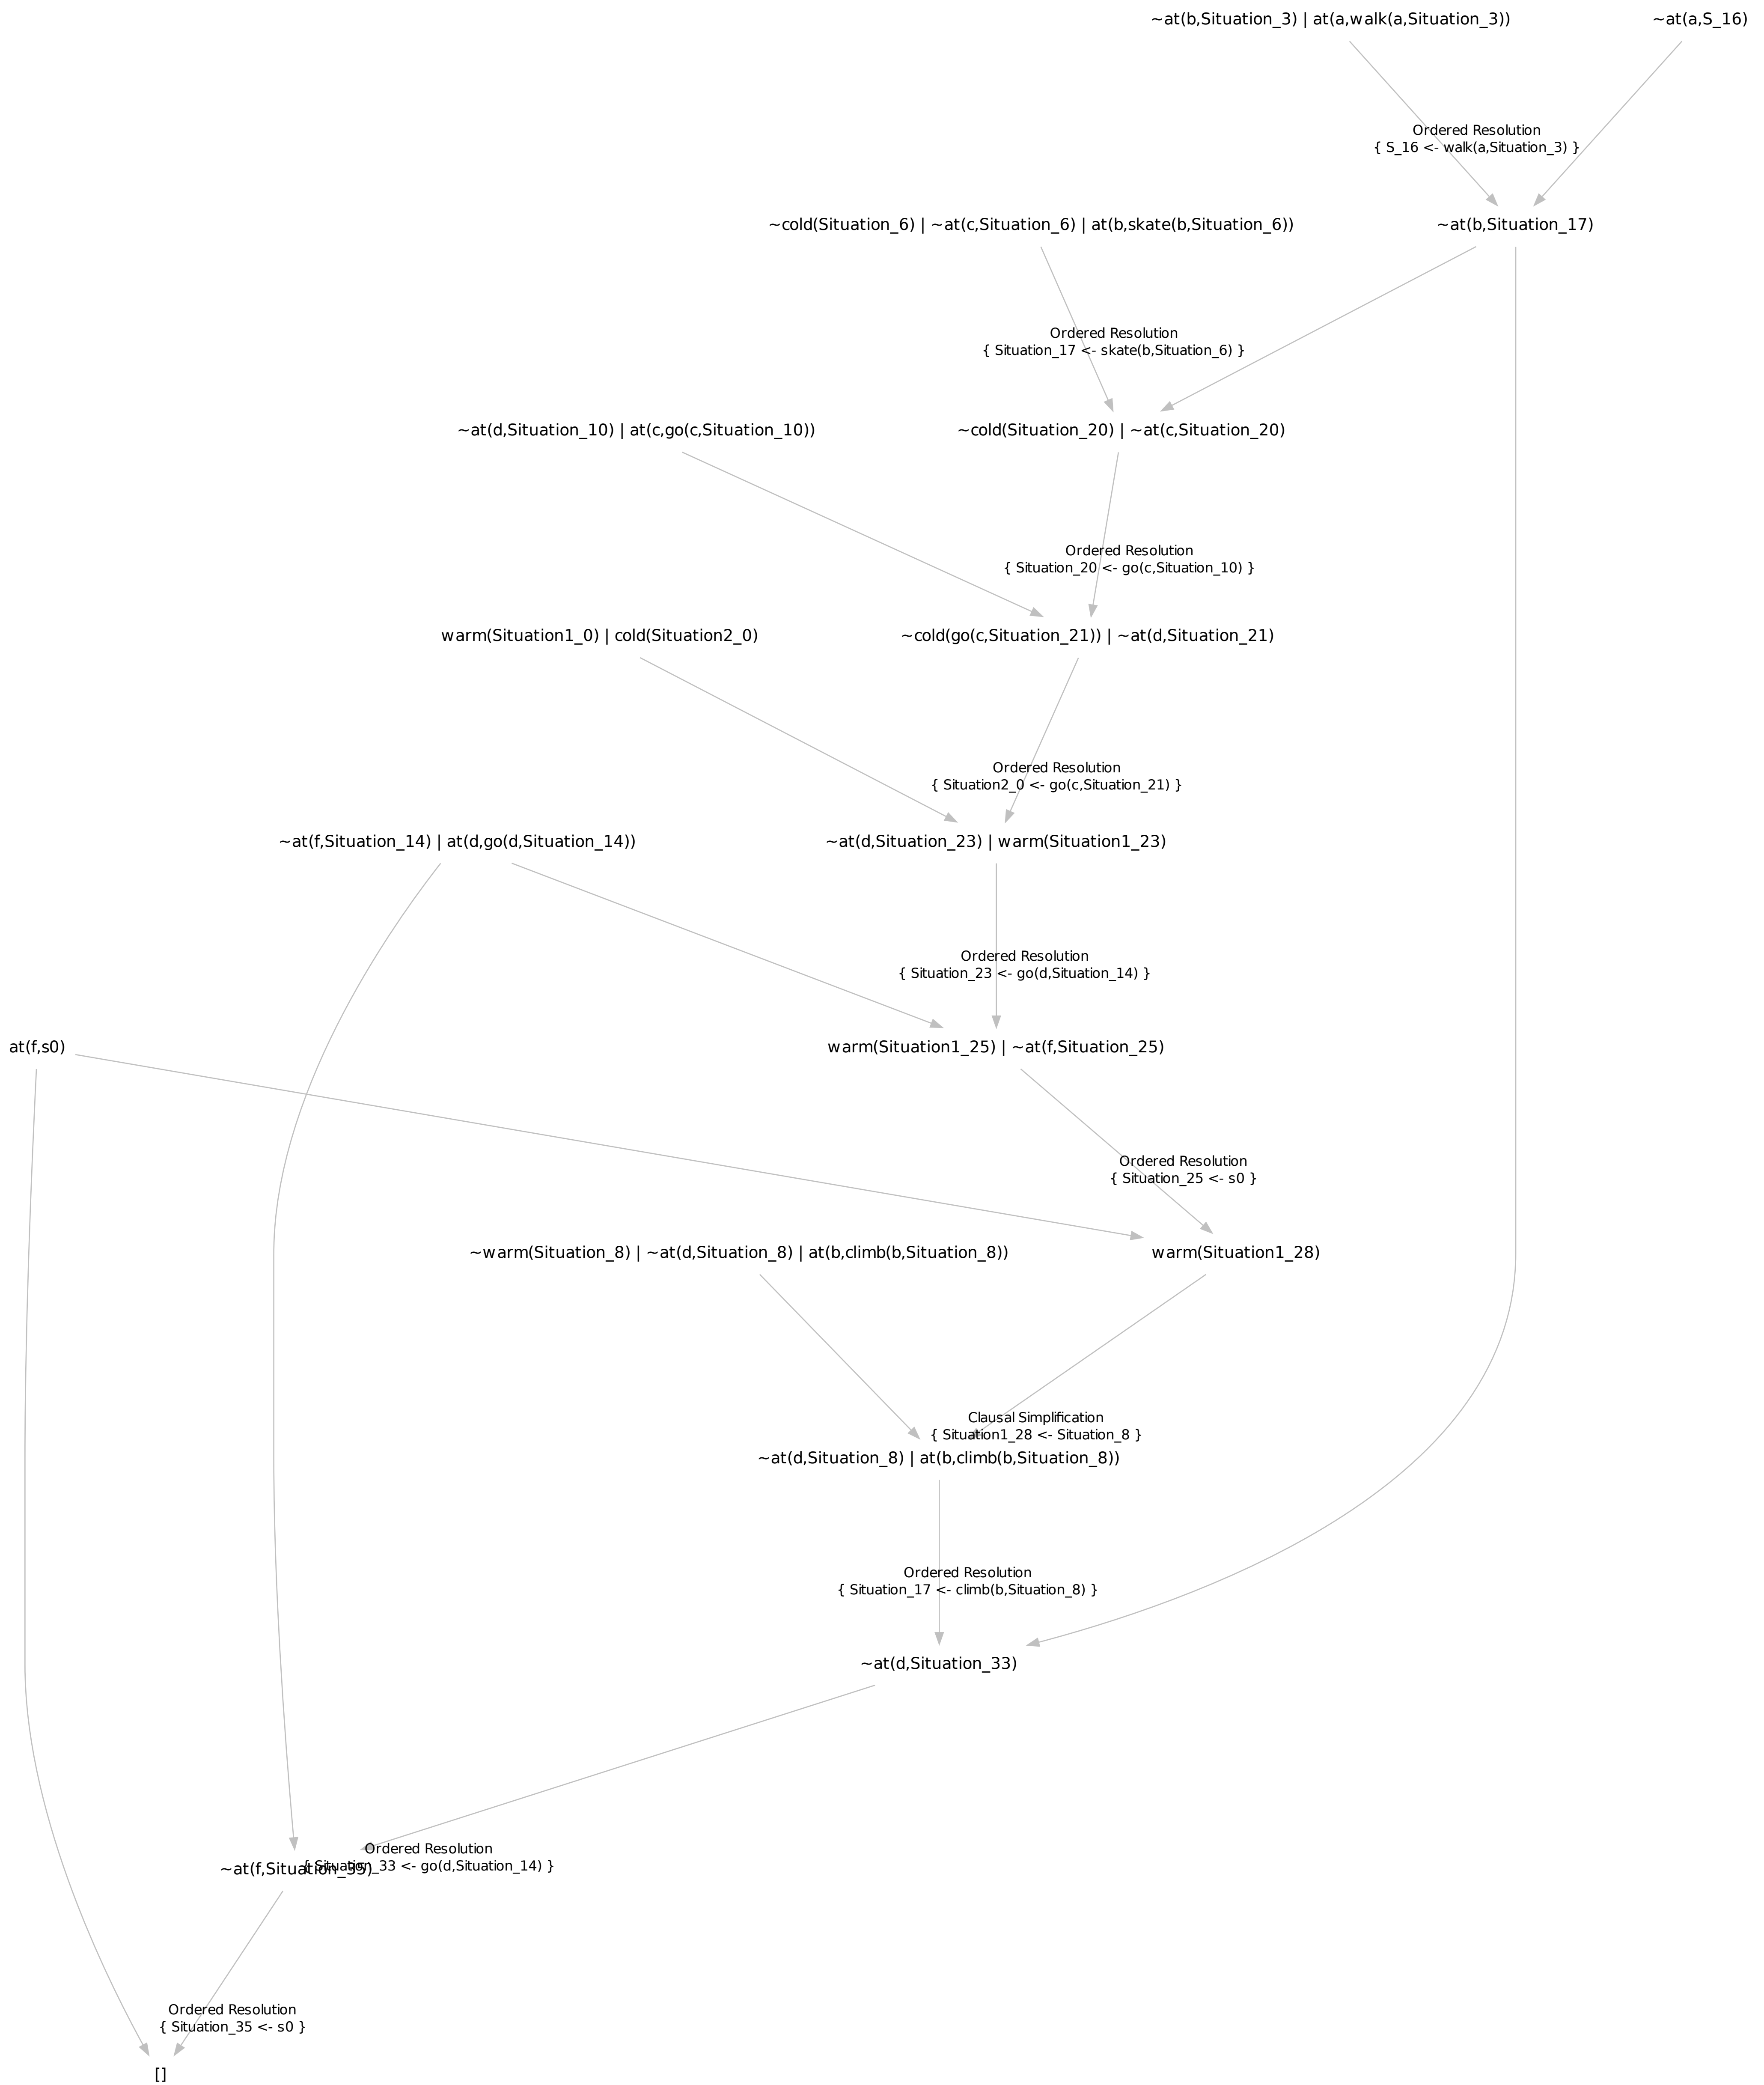 ~at(b,Situation_3) | at(a,walk(a,Situation_3))
~at(a,S_16)
Ordered Resolution
{ S_16 <- walk(a,Situation_3) }
~cold(Situation_6) | ~at(c,Situation_6) | at(b,skate(b,Situation_6))
~at(b,Situation_17)
Ordered Resolution
{ Situation_17 <- skate(b,Situation_6) }
~at(d,Situation_10) | at(c,go(c,Situation_10))
~cold(Situation_20) | ~at(c,Situation_20)
Ordered Resolution
{ Situation_20 <- go(c,Situation_10) }
warm(Situation1_0) | cold(Situation2_0)
~cold(go(c,Situation_21)) | ~at(d,Situation_21)
Ordered Resolution
{ Situation2_0 <- go(c,Situation_21) }
~at(f,Situation_14) | at(d,go(d,Situation_14))
~at(d,Situation_23) | warm(Situation1_23)
Ordered Resolution
{ Situation_23 <- go(d,Situation_14) }
at(f,s0)
warm(Situation1_25) | ~at(f,Situation_25)
Ordered Resolution
{ Situation_25 <- s0 }
~warm(Situation_8) | ~at(d,Situation_8) | at(b,climb(b,Situation_8))
warm(Situation1_28)
Clausal Simplification
{ Situation1_28 <- Situation_8 }
~at(d,Situation_8) | at(b,climb(b,Situation_8))
Ordered Resolution
{ Situation_17 <- climb(b,Situation_8) }
~at(d,Situation_33)
Ordered Resolution
{ Situation_33 <- go(d,Situation_14) }
~at(f,Situation_35)
Ordered Resolution
{ Situation_35 <- s0 }
[]